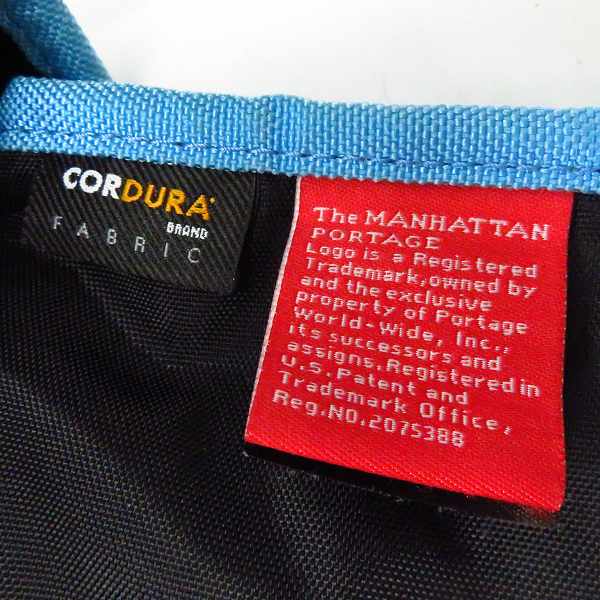 CORDURA
BRAND
FABRIC
The MANHATTAN
PORTAGE
Logo is a Registered
Trademark,owned by
and the exclusive
property of Portage
World-Wide, Inc.,
its successors and
assigns.Registered in
U.S.Patent and
Trademark Office,
Reg.NO.2075388